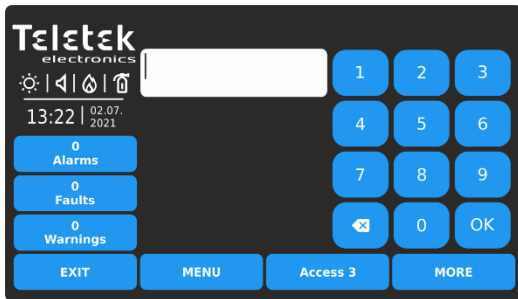 Teletek
electronics
13:22
02.07.
2021
0
Alarms
0
Faults
0
Warnings
1 2 3
4 5 6
7 8 9
0 OK
EXIT MENU Access 3 MORE